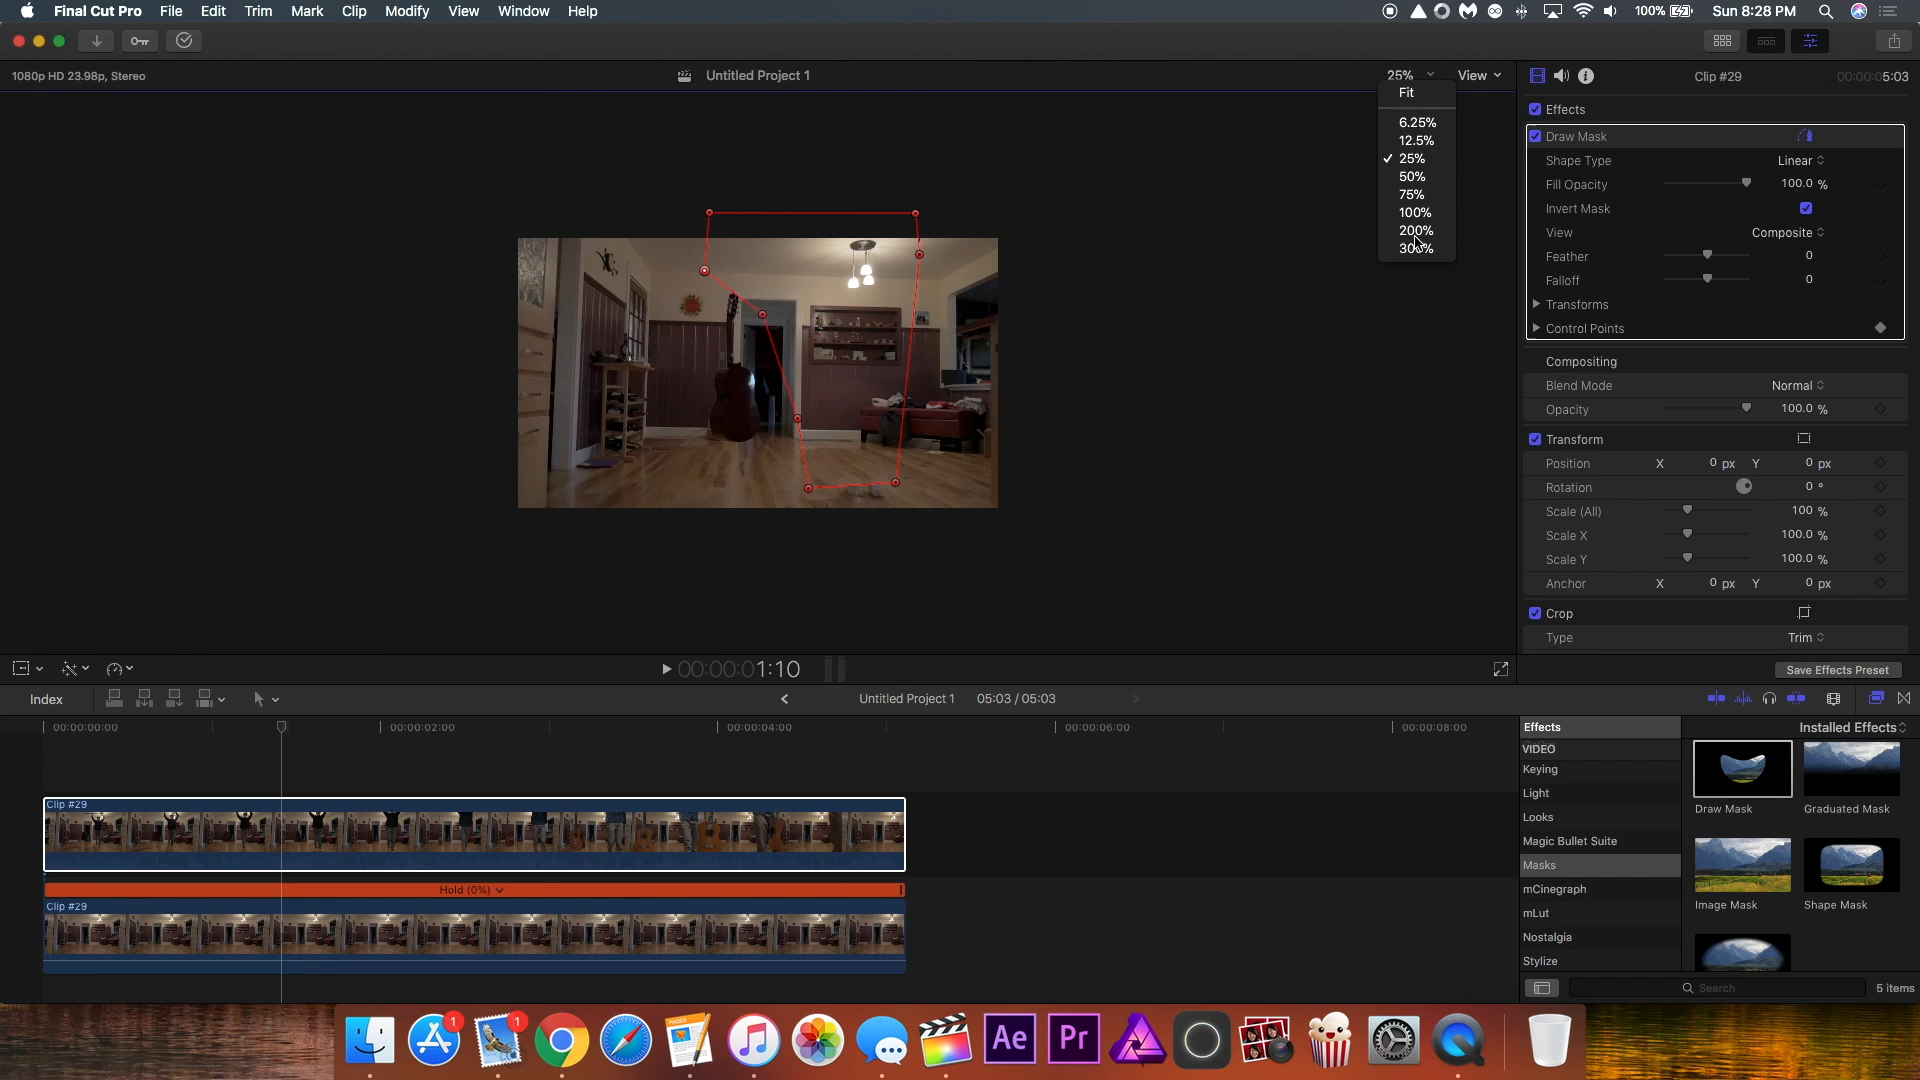 Final Cut Pro File Edit Trim Mark Clip Modify View Window Help 100% Sun 8:28 PM
1080p HD 23.98p, Stereo Untitled Project 1 25% View Clip #29 00:00:05:03
Fit
6.25%
12.5%
✓ 25%
50%
75%
100%
200%
300%
Effects
Draw Mask
Shape Type Linear
Fill Opacity 100.0 %
Invert Mask
View Composite
Feather 0
Falloff 0
Transforms
Control Points
Compositing
Blend Mode Normal
Opacity 100.0 %
Transform
Position X 0 px Y 0 px
Rotation 0 °
Scale (All) 100 %
Scale X 100.0 %
Scale Y 100.0 %
Anchor X 0 px Y 0 px
Crop
Type Trim
00:00:01:10 Save Effects Preset
Index Untitled Project 1 05:03 / 05:03
00:00:00:00 00:00:02:00 00:00:04:00 00:00:06:00 00:00:08:00
Clip #29
Hold (0%)
Clip #29
Effects Installed Effects
VIDEO
Keying
Light
Looks
Magic Bullet Suite
Masks
mCinegraph
mLut
Nostalgia
Stylize
Draw Mask Graduated Mask
Image Mask Shape Mask
Search 5 items
1 1 PAGES Ae Pr